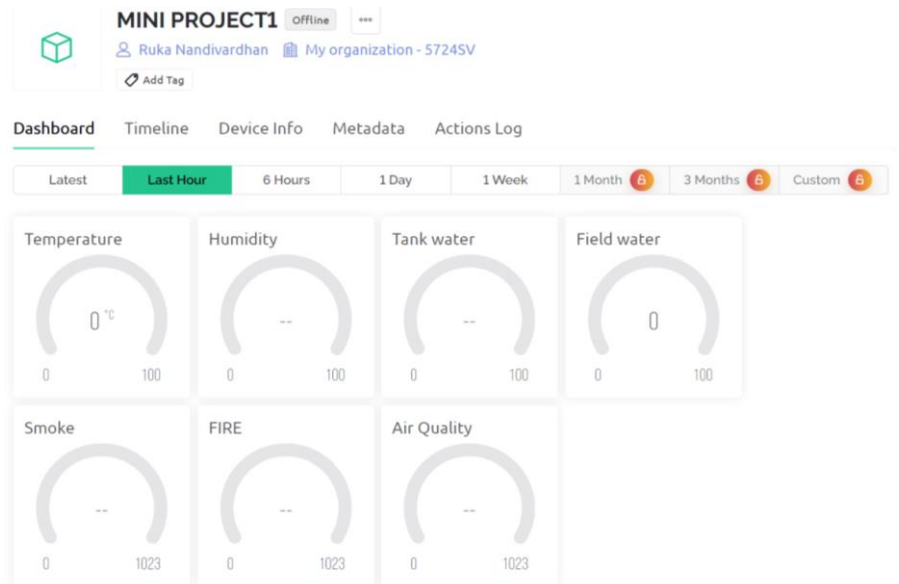 MINI PROJECT1 Offline ...
Ruka Nandivardhan My organization - 5724SV
Add Tag
Dashboard Timeline Device Info Metadata Actions Log
Latest Last Hour 6 Hours 1 Day 1 Week 1 Month 3 Months Custom
Temperature Humidity Tank water Field water
0 °C -- -- 0
0 100 0 100 0 100 0 100
Smoke FIRE Air Quality
-- -- --
0 1023 0 1023 0 1023